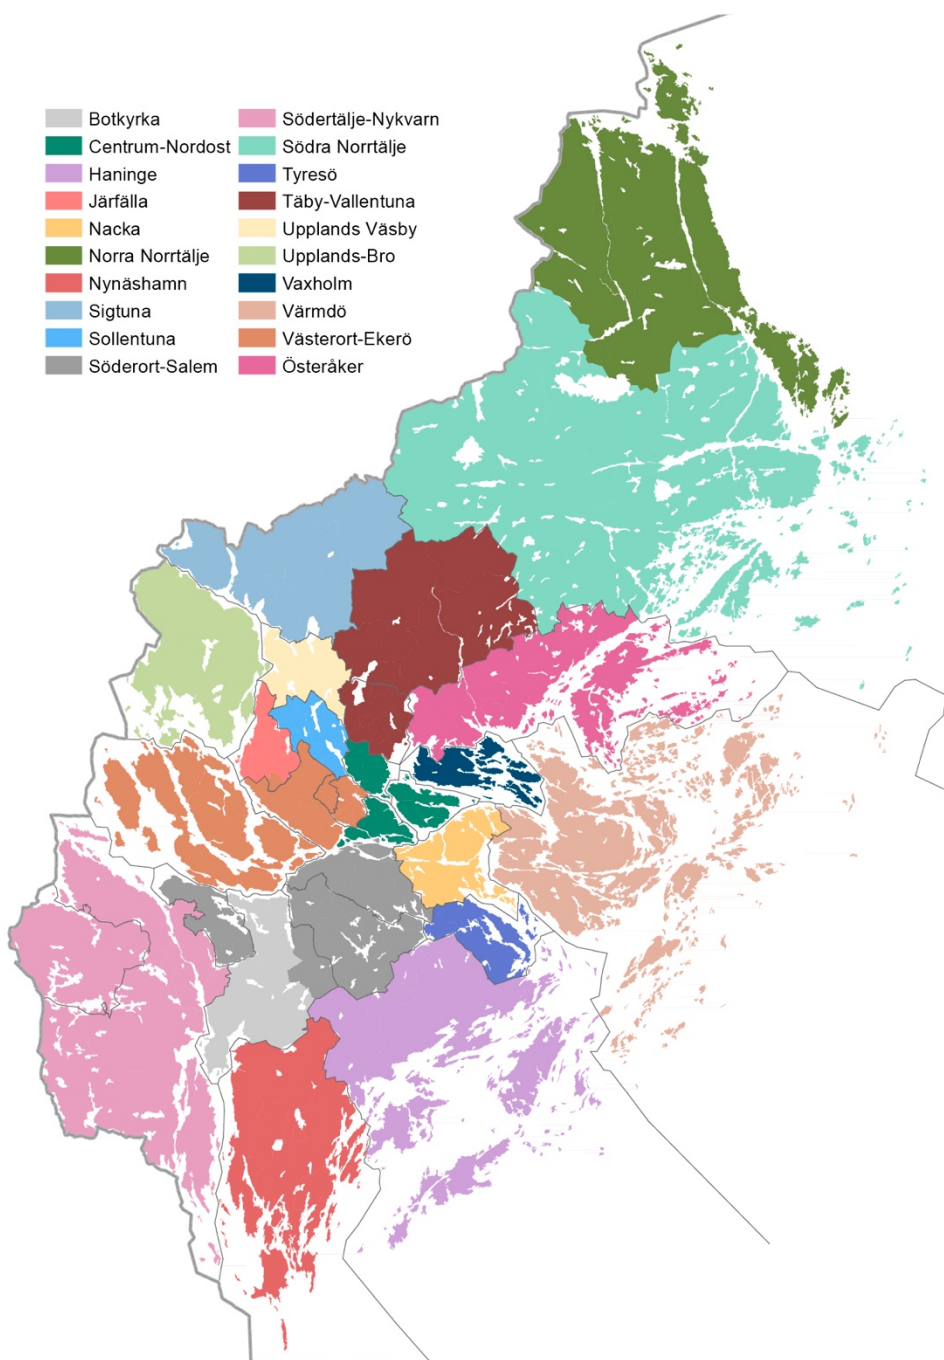 Botkyrka
Centrum-Nordost
Haninge
Järfälla
Nacka
Norra Norrtälje
Nynäshamn
Sigtuna
Sollentuna
Söderort-Salem
Södertälje-Nykvarn
Södra Norrtälje
Tyresö
Täby-Vallentuna
Upplands Väsby
Upplands-Bro
Vaxholm
Värmdö
Västerort-Ekerö
Österåker